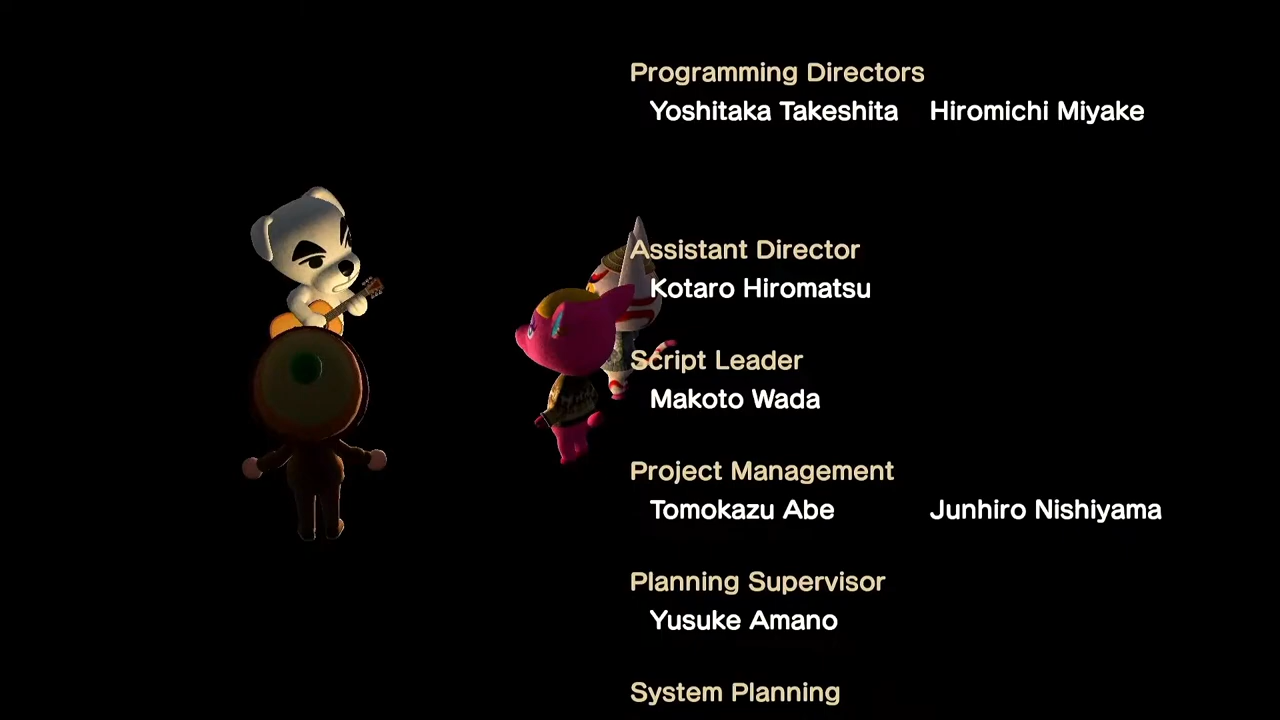 Programming Directors
Yoshitaka Takeshita Hiromichi Miyake
Assistant Director
Kotaro Hiromatsu
Script Leader
Makoto Wada
Project Management
Tomokazu Abe Junhiro Nishiyama
Planning Supervisor
Yusuke Amano
System Planning